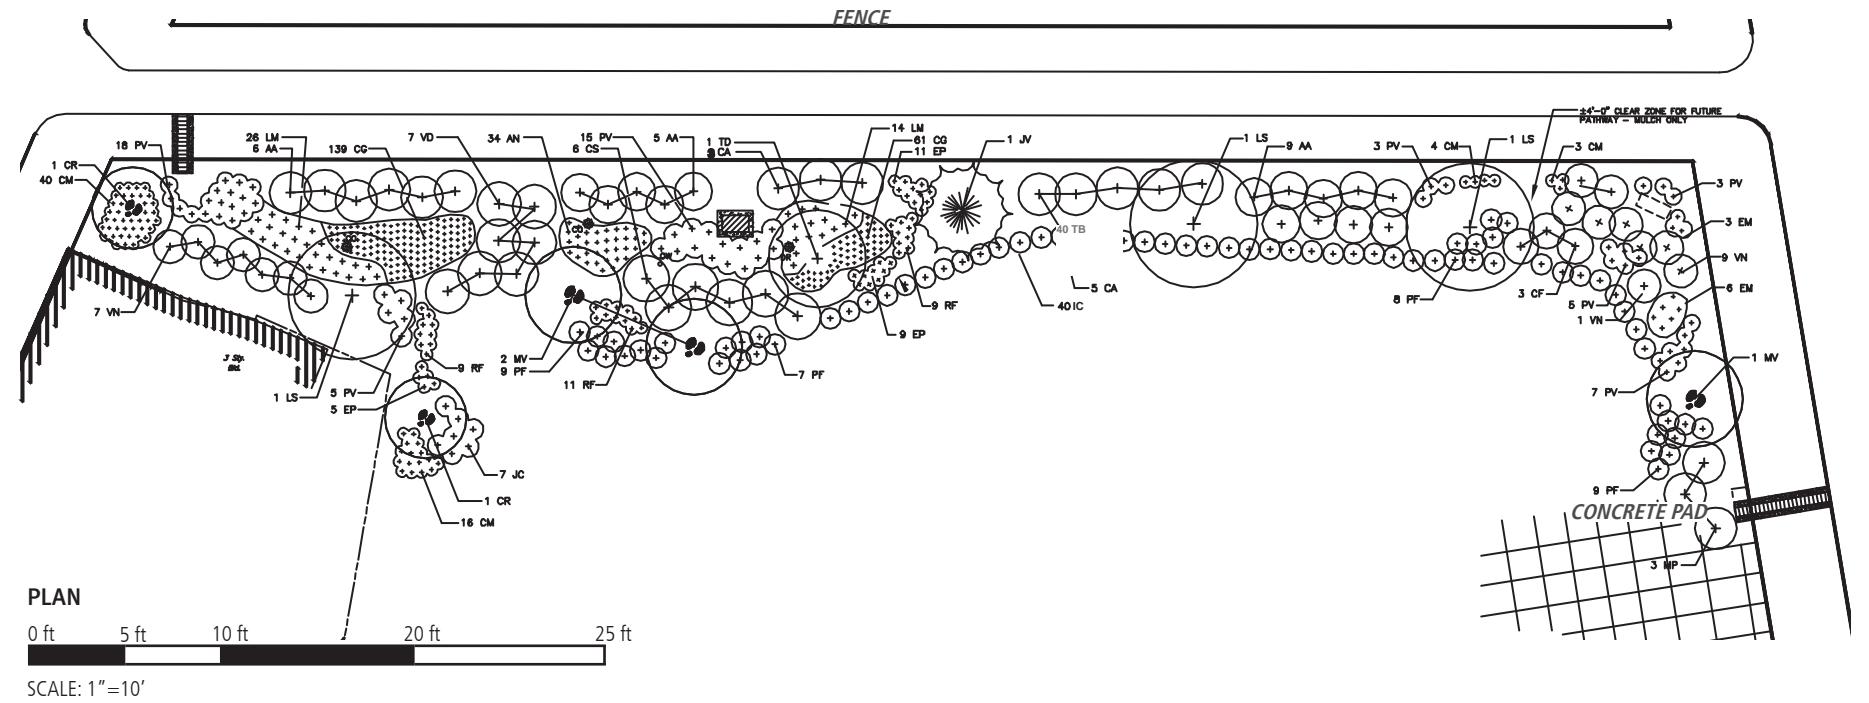 FENCE
±4'-0" CLEAR ZONE FOR FUTURE
PATHWAY - MULCH ONLY
18 PV
26 LM
6 AA
139 CG
7 VD
34 AN
15 PV
6 CS
5 AA
1 TD
CA
14 LM
61 CG
11 EP
1 JV
1 LS
9 AA
3 PV
4 CM
1 LS
3 CM
1 CR
40 CM
3 PV
3 EM
9 VN
6 EM
40 TB
5 CA
40 IC
8 PF
3 CF
5 PV
1 VN
7 VN
9 RF
9 EP
1 MV
2 MV
9 PF
11 RF
7 PF
9 RF
1 LS
5 PV
5 EP
7 PV
7 JC
1 CR
16 CM
9 PF
CONCRETE PAD
3 MP
PLAN
0 ft 5 ft 10 ft 20 ft 25 ft
SCALE: 1"=10'